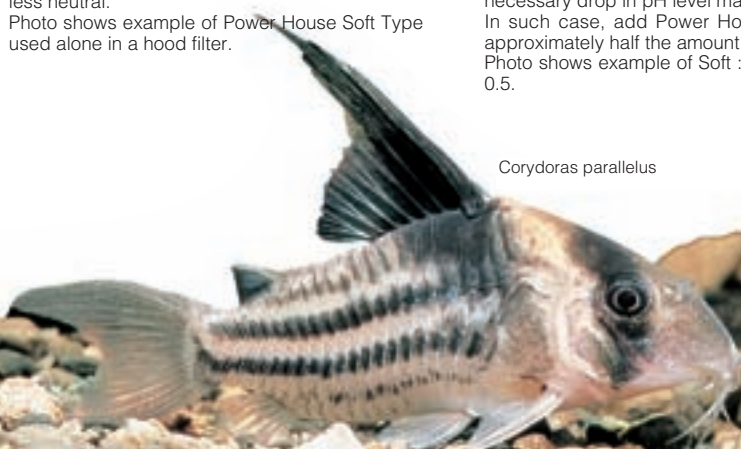 less neutral.
Photo shows example of Power House Soft Type
used alone in a hood filter.
necessary drop in pH level
In such case, add Power
approximately half the amount
Photo shows example of Soft :
0.5.
Corydoras parallelus